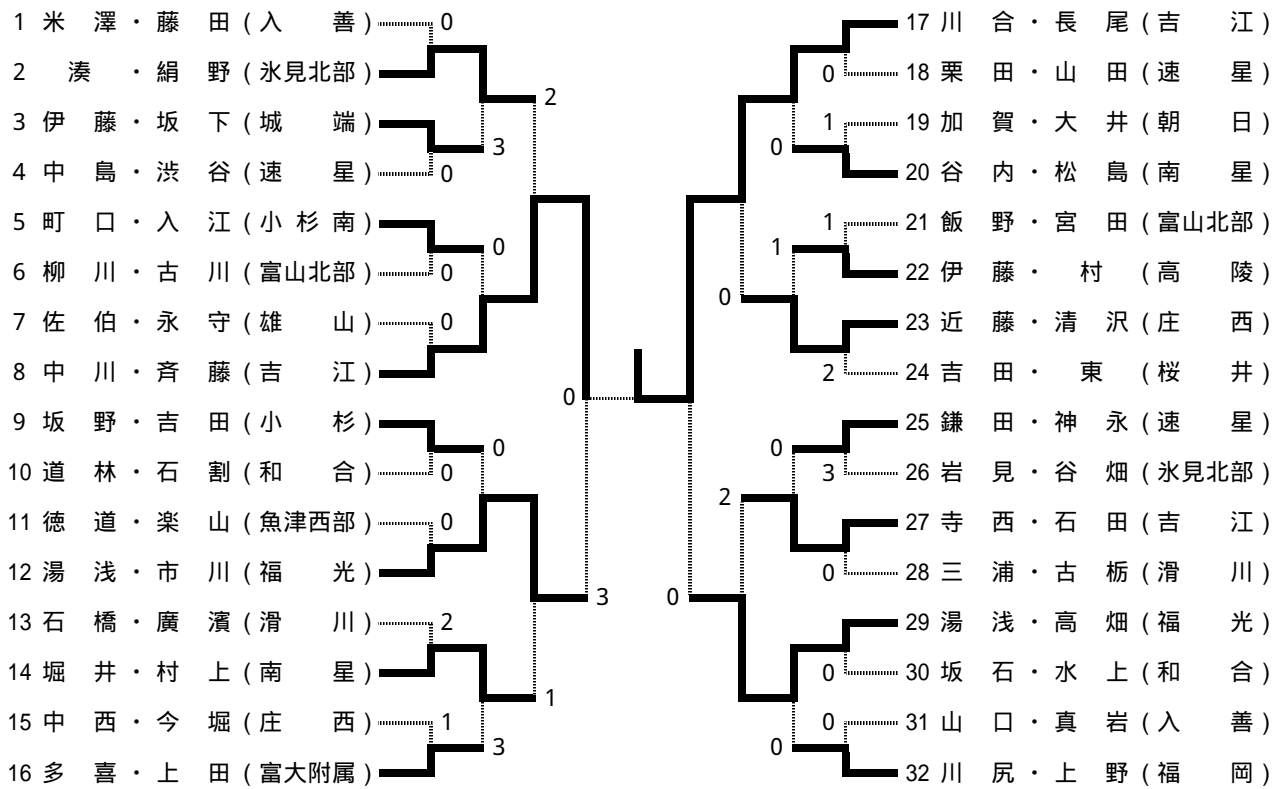 1 米澤・藤田(入善) 0
2 湊・絹野(氷見北部)
2
3 伊藤・坂下(城端)
3
4 中島・渋谷(速星) 0
5 町口・入江(小杉南)
0
6 柳川・古川(富山北部) 0
7 佐伯・永守(雄山) 0
8 中川・斉藤(吉江)
0
9 坂野・吉田(小杉)
0
10 道林・石割(和合) 0
11 徳道・楽山(魚津西部) 0
12 湯浅・市川(福光)
3
13 石橋・廣濱(滑川) 2
14 堀井・村上(南星)
1
15 中西・今堀(庄西) 1
3
16 多喜・上田(富大附属)
17 川合・長尾(吉江)
0 18 栗田・山田(速星)
1 19 加賀・大井(朝日)
0
20 谷内・松島(南星)
1 21 飯野・宮田(富山北部)
1
22 伊藤・村(高陵)
0
23 近藤・清沢(庄西)
2 24 吉田・東(桜井)
25 鎌田・神永(速星)
0
3 26 岩見・谷畑(氷見北部)
2
27 寺西・石田(吉江)
0 28 三浦・古栃(滑川)
0
29 湯浅・高畑(福光)
0 30 坂石・水上(和合)
0 31 山口・真岩(入善)
0
32 川尻・上野(福岡)